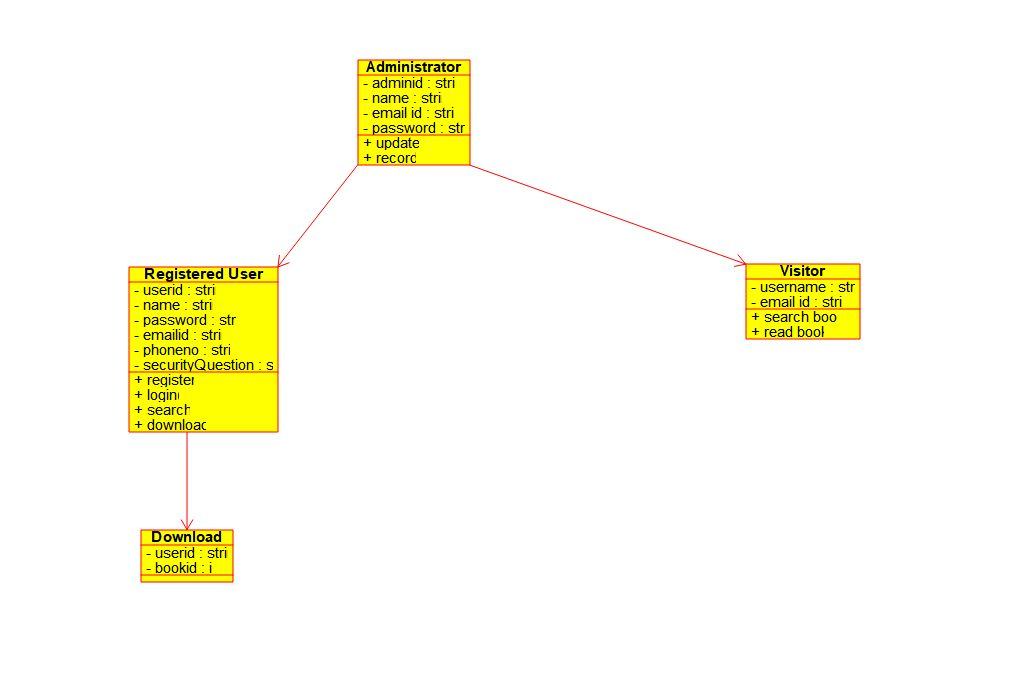 Administrator
- adminid : stri
- name : stri
- email id : stri
- password : str
+ update
+ record
Registered User
- userid : stri
- name : stri
- password : str
- emailid : stri
- phoneno : stri
- securityQuestion : s
+ register
+ login(
+ search
+ download
Visitor
- username : str
- email id : stri
+ search boo
+ read book
Download
- userid : stri
- bookid : i